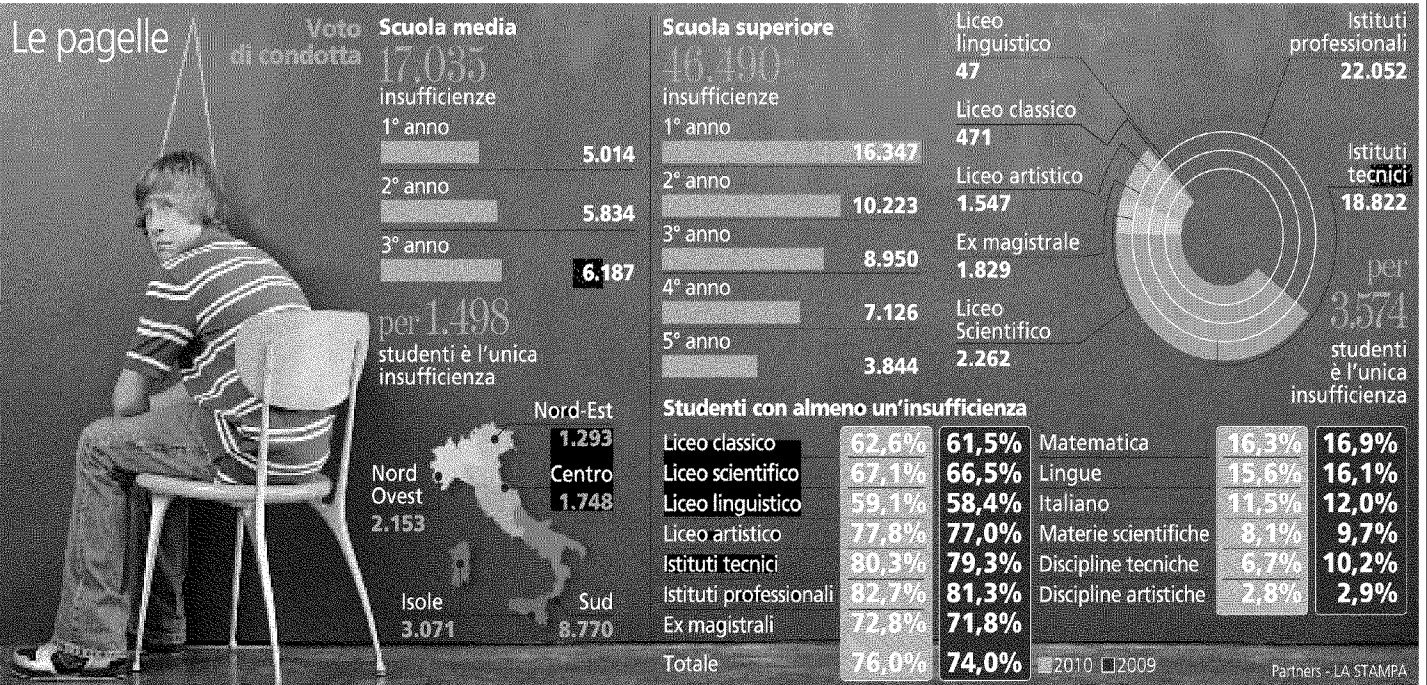 Le pagelle
Voto
di condotta
Scuola media
17.035
insufficienze
1° anno
5.014
2° anno
5.834
3° anno
6.187
per 1.498
studenti è l'unica
insufficienza
Nord-Est
1.293
Centro
1.748
Nord
Ovest
2.153
Isole
3.071
Sud
8.770
Scuola superiore
46.490
insufficienze
1° anno
16.347
2° anno
10.223
3° anno
8.950
4° anno
7.126
5° anno
3.844
Liceo
linguistico
47
Liceo classico
471
Liceo artistico
1.547
Ex magistrale
1.829
Liceo
Scientifico
2.262
Istituti
professionali
22.052
Istituti
tecnici
18.822
per
3.574
studenti
è l'unica
insufficienza
Studenti con almeno un'insufficienza
Liceo classico 62,6% 61,5%
Liceo scientifico 67,1% 66,5%
Liceo linguistico 59,1% 58,4%
Liceo artistico 77,8% 77,0%
Istituti tecnici 80,3% 79,3%
Istituti professionali 82,7% 81,3%
Ex magistrali 72,8% 71,8%
Totale 76,0% 74,0%
Matematica 16,3% 16,9%
Lingue 15,6% 16,1%
Italiano 11,5% 12,0%
Materie scientifiche 8,1% 9,7%
Discipline tecniche 6,7% 10,2%
Discipline artistiche 2,8% 2,9%
2010 2009
Partners - LA STAMPA